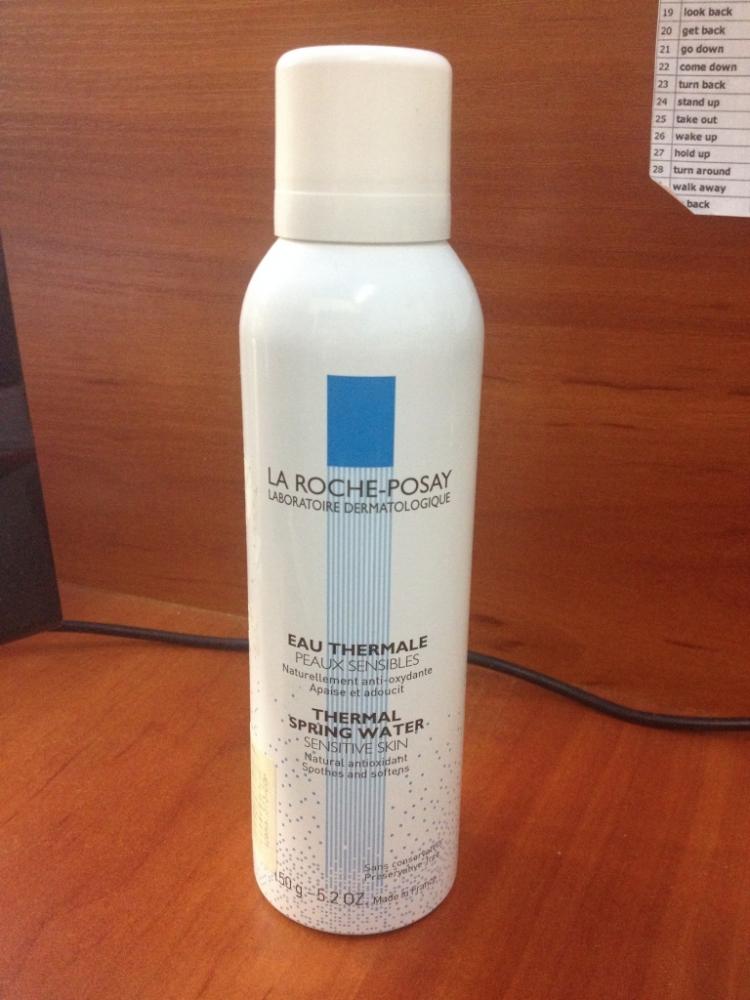 19 look back
20 get back
21 go down
22 come down
23 turn back
24 stand up
25 take out
26 wake up
27 hold up
28 turn around
walk away
back
LA ROCHE-POSAY
LABORATOIRE DERMATOLOGIQUE
EAU THERMALE
PEAUX SENSIBLES
Naturellement anti-oxydante
Apaise et adoucit
THERMAL
SPRING WATER
SENSITIVE SKIN
Natural antioxidant
Soothes and softens
Sans conservateur
Preservative-free
150 g - 5.2 OZ. Made in France